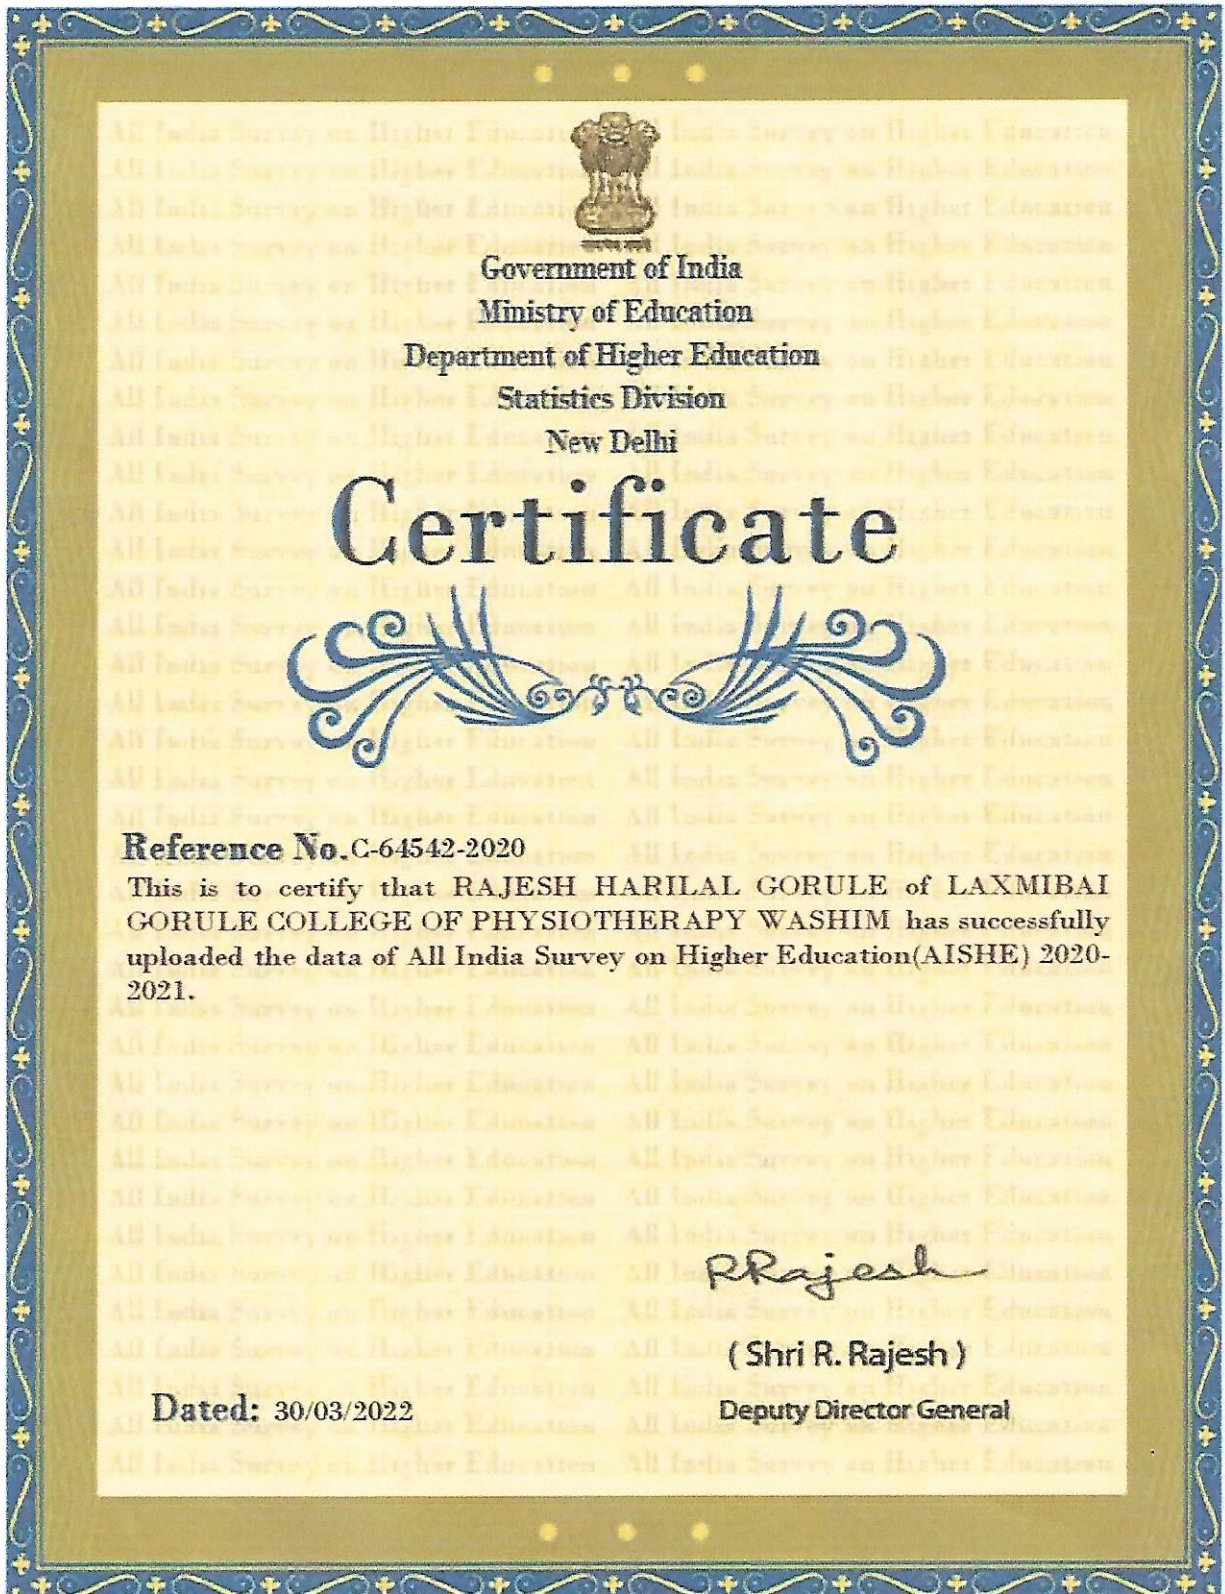 Government of India
Ministry of Education
Department of Higher Education
Statistics Division
New Delhi
Certificate
Reference No.C-64542-2020
This is to certify that RAJESH HARILAL GORULE of LAXMIBAI
GORULE COLLEGE OF PHYSIOTHERAPY WASHIM has successfully
uploaded the data of All India Survey on Higher Education(AISHE) 2020-
2021.
RRajesh
( Shri R. Rajesh )
Dated: 30/03/2022
Deputy Director General